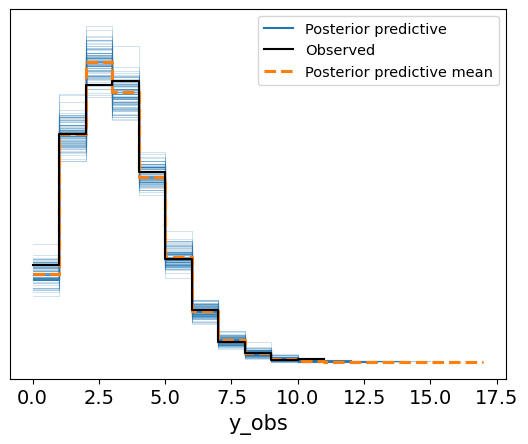 Posterior predictive
Observed
Posterior predictive mean
0.0 2.5 5.0 7.5 10.0 12.5 15.0 17.5
y_obs